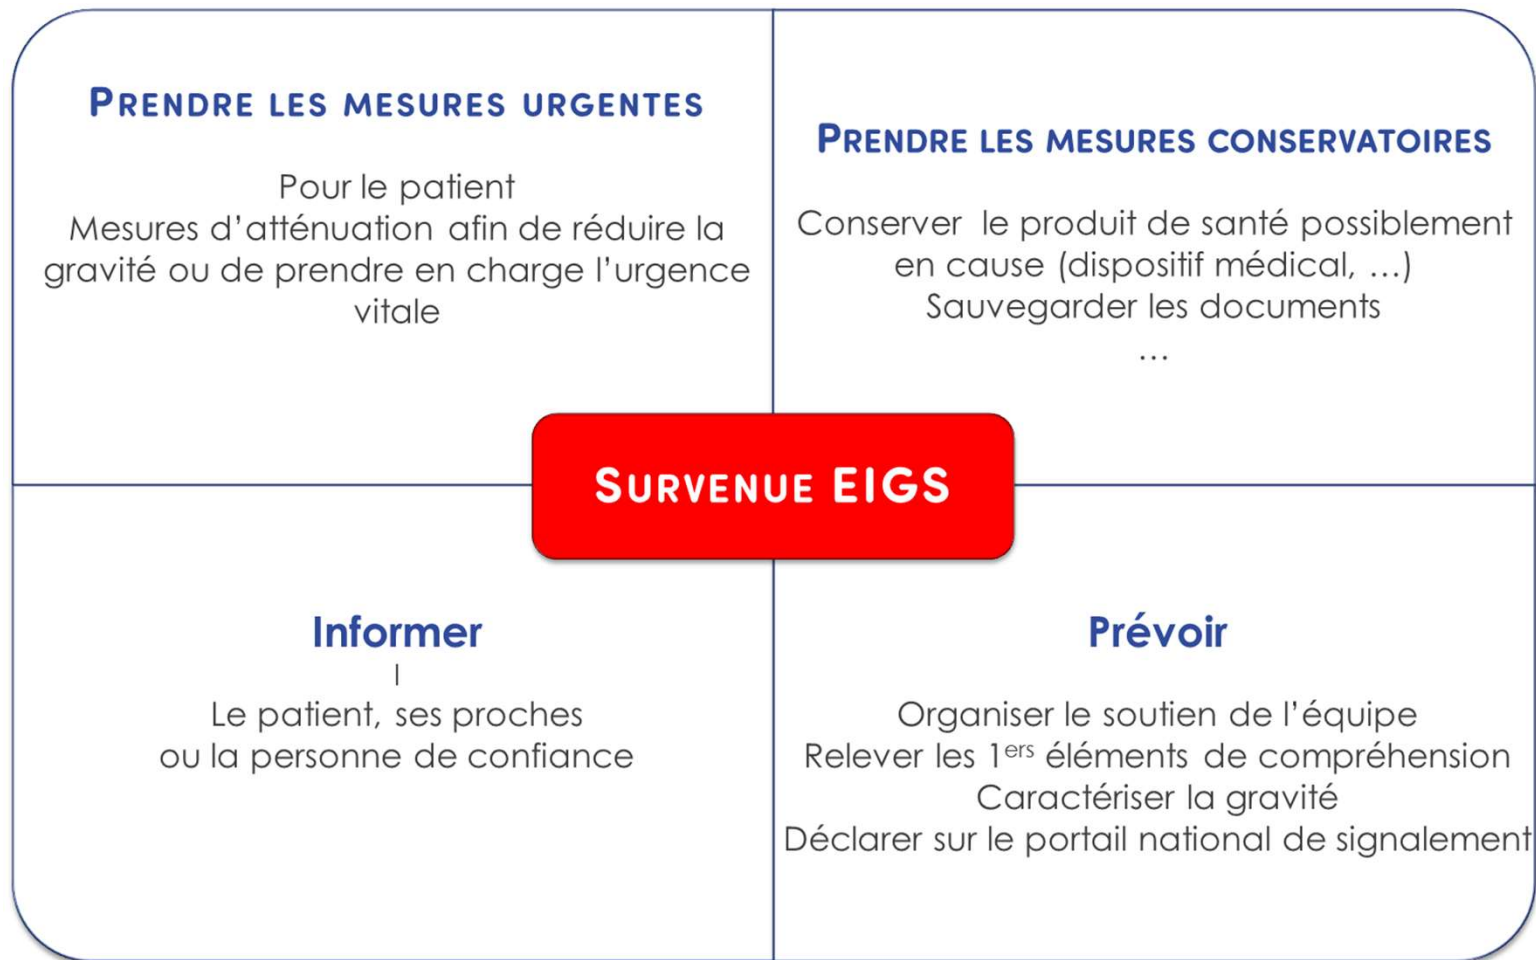 PRENDRE LES MESURES URGENTES
Pour le patient
Mesures d’atténuation afin de réduire la
gravité ou de prendre en charge l’urgence
vitale
PRENDRE LES MESURES CONSERVATOIRES
Conserver le produit de santé possiblement
en cause (dispositif médical, …)
Sauvegarder les documents
…
SURVENUE EIGS
Informer
l
Le patient, ses proches
ou la personne de confiance
Prévoir
Organiser le soutien de l’équipe
Relever les 1ers éléments de compréhension
Caractériser la gravité
Déclarer sur le portail national de signalement